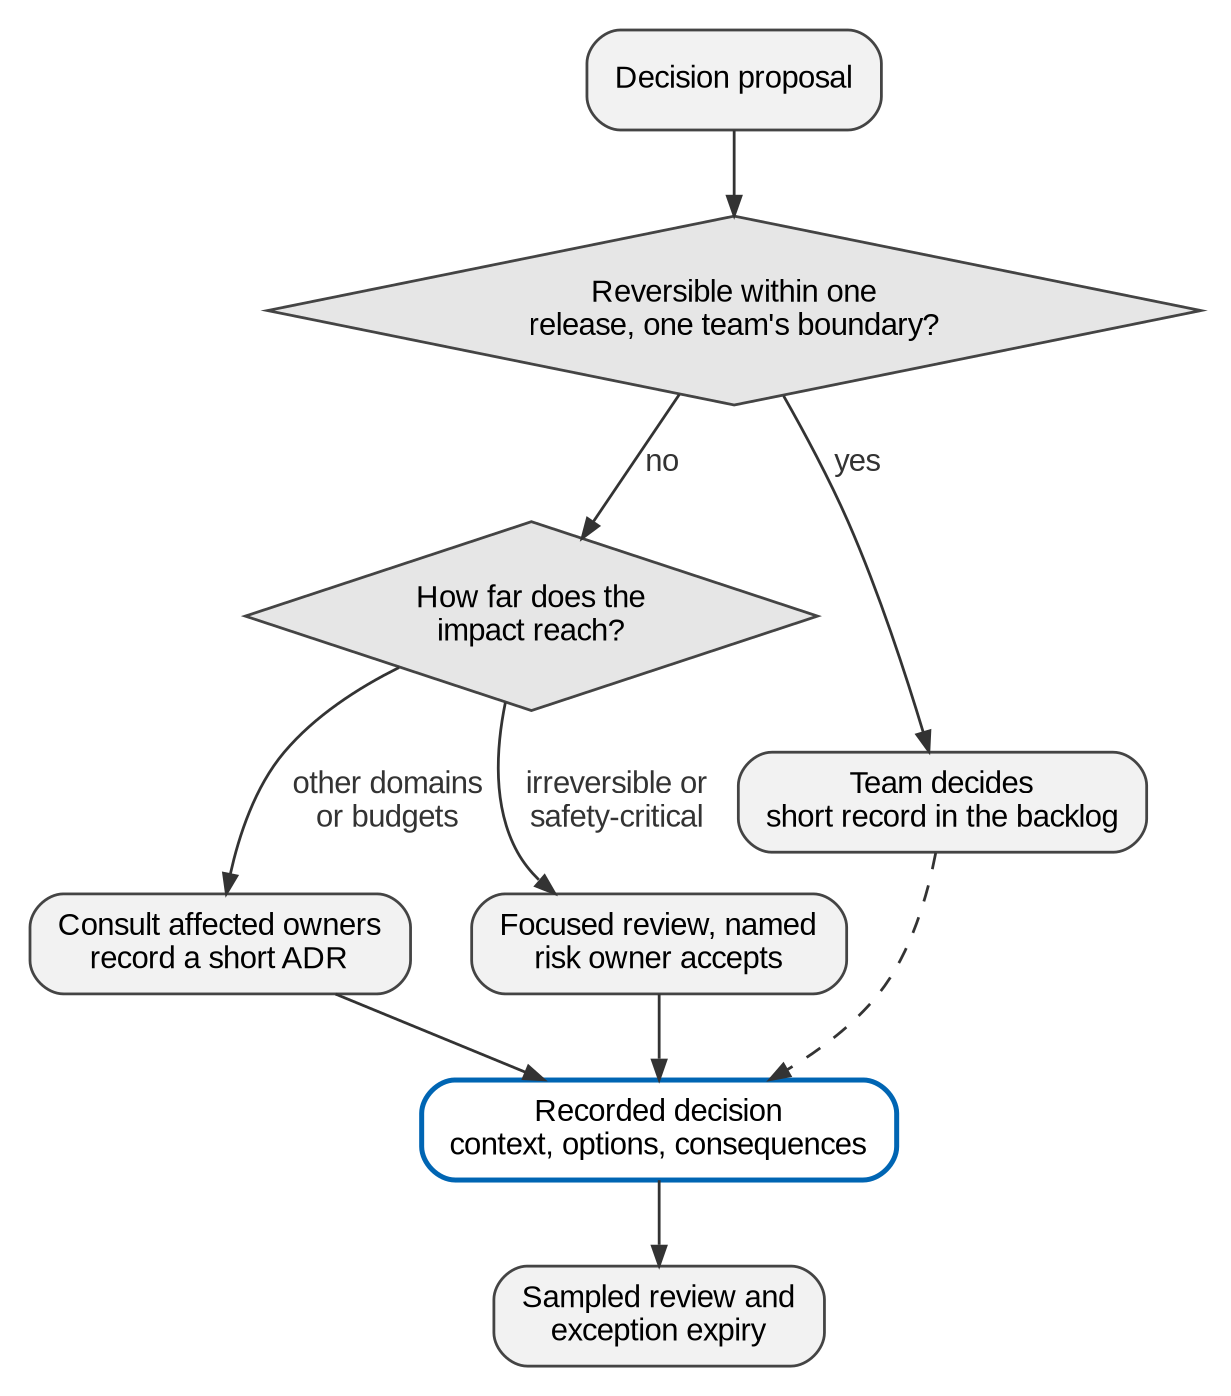 Decision proposal
Reversible within one
release, one team's boundary?
no
yes
How far does the
impact reach?
other domains
or budgets
irreversible or
safety-critical
Team decides
short record in the backlog
Consult affected owners
record a short ADR
Focused review, named
risk owner accepts
Recorded decision
context, options, consequences
Sampled review and
exception expiry